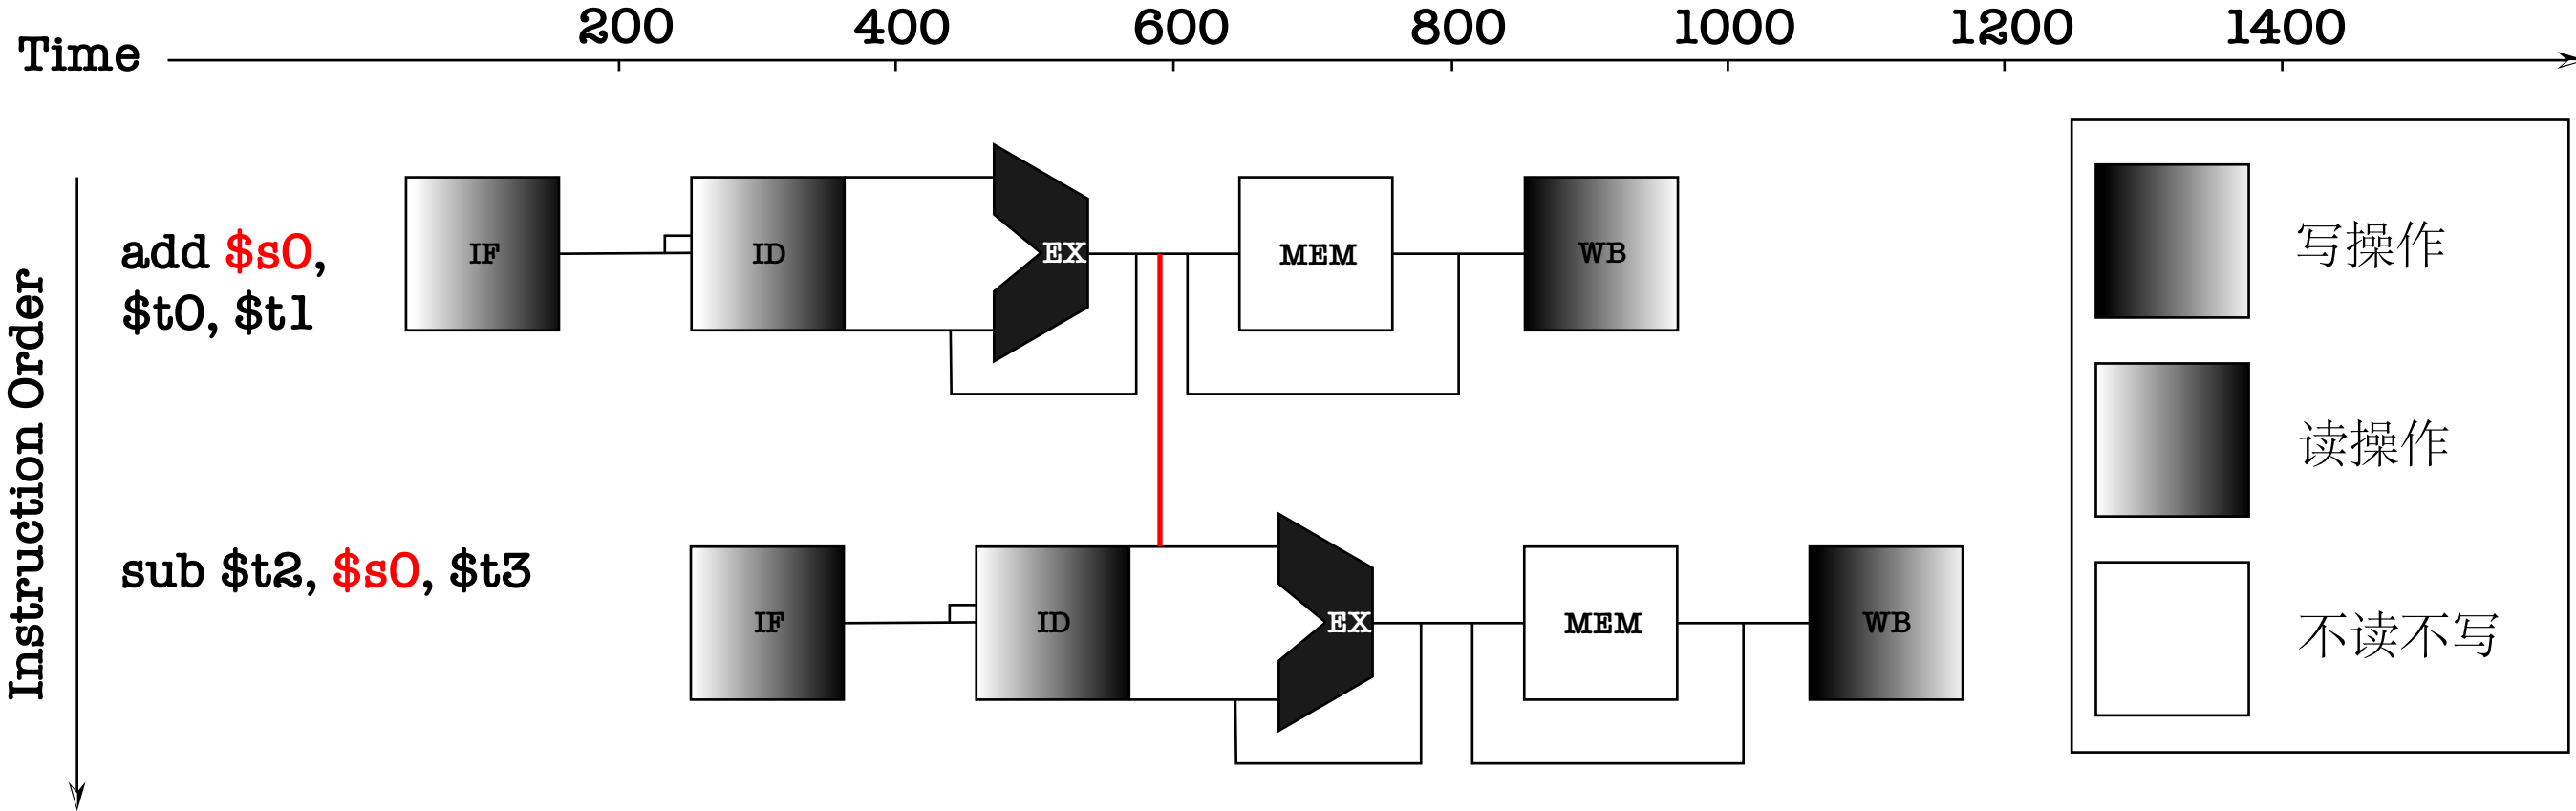 Time 200 400 600 800 1000 1200 1400
Instruction Order
add $s0,
$t0, $t1
IF ID EX MEM WB
sub $t2, $s0, $t3
IF ID EX MEM WB
写操作
读操作
不读不写